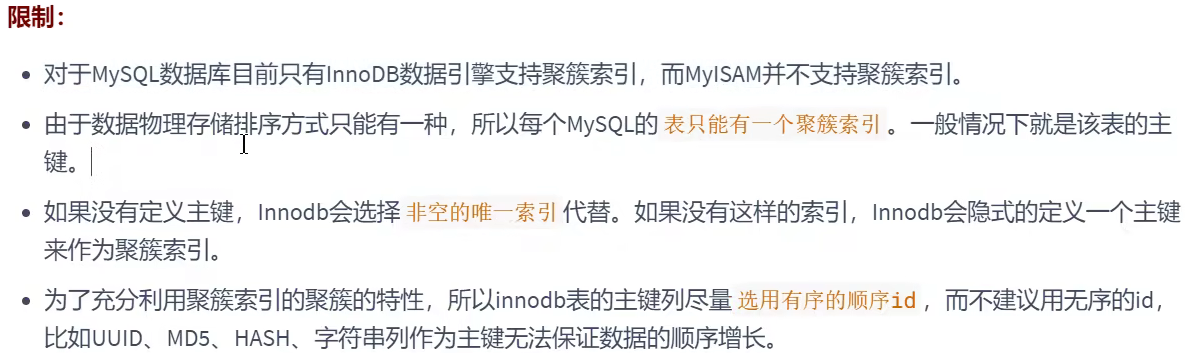 限制：
对于MySQL数据库目前只有InnoDB数据引擎支持聚簇索引，而MyISAM并不支持聚簇索引。
由于数据物理存储排序方式只能有一种，所以每个MySQL的 表只能有一个聚簇索引 。一般情况下就是该表的主
键。
如果没有定义主键，Innodb会选择 非空的唯一索引 代替。如果没有这样的索引，Innodb会隐式的定义一个主键
来作为聚簇索引。
为了充分利用聚簇索引的聚簇的特性，所以innodb表的主键列尽量 选用有序的顺序id ，而不建议用无序的id，
比如UUID、MD5、HASH、字符串列作为主键无法保证数据的顺序增长。